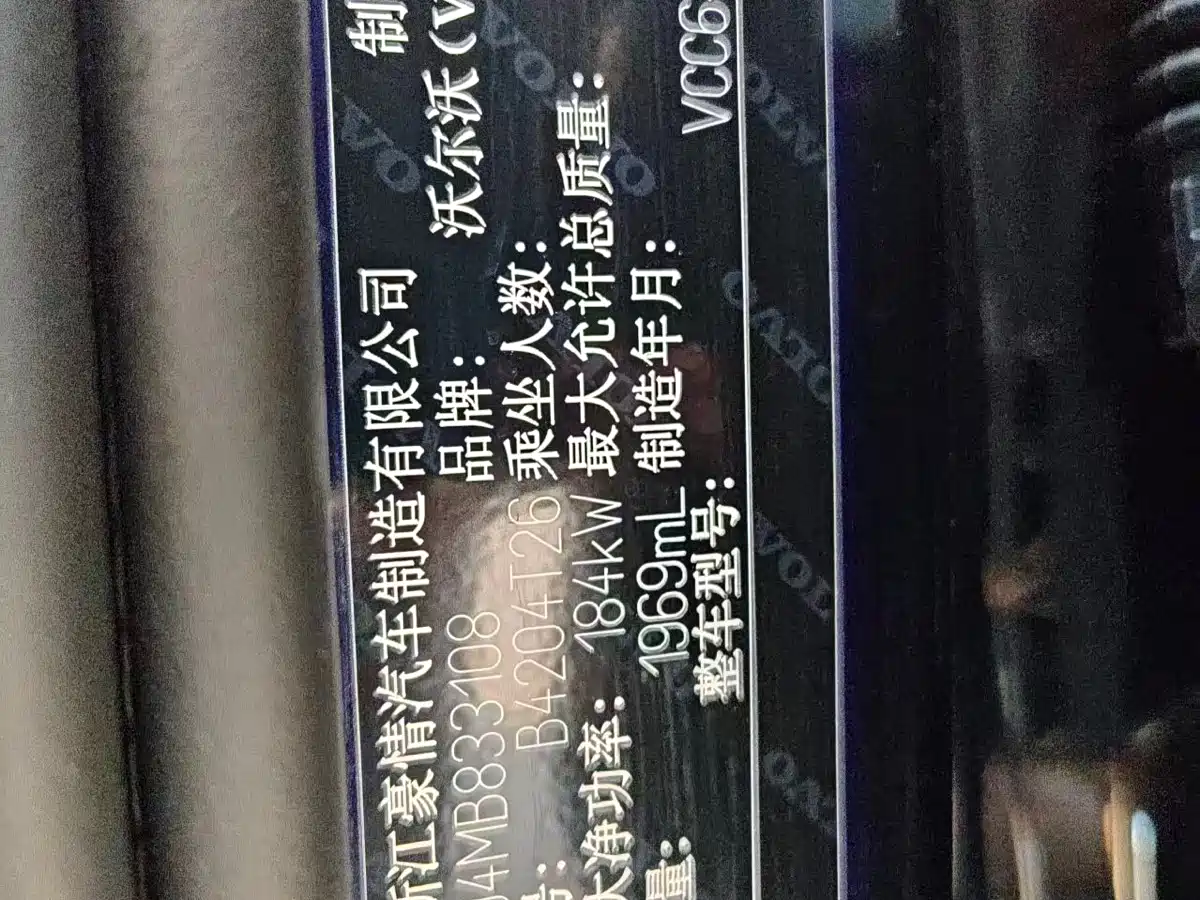 江豪情汽车制造有限公司 制
4MB833108 品牌: 沃尔沃(V
B4204T26 乘坐人数:
大净功率: 184kW 最大允许总质量:
量: 1969mL 制造年月:
整车型号: VCC6